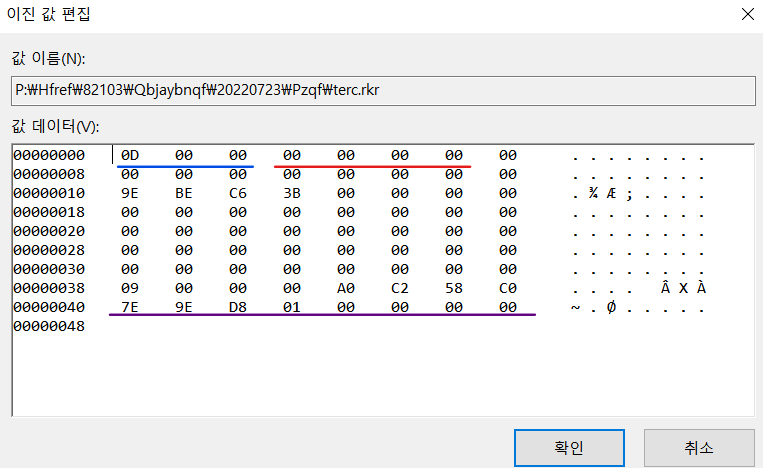 이진 값 편집
값 이름(N):
P:₩Hfref₩82103₩Qbjaybnqf₩20220723₩Pzqf₩terc.rkr
값 데이터(V):
00000000 0D 00 00 00 00 00 00 00 . . . . . . . .
00000008 00 00 00 00 00 00 00 00 . . . . . . . .
00000010 9E BE C6 3B 00 00 00 00 . ¾ Æ ; . . . .
00000018 00 00 00 00 00 00 00 00 . . . . . . . .
00000020 00 00 00 00 00 00 00 00 . . . . . . . .
00000028 00 00 00 00 00 00 00 00 . . . . . . . .
00000030 00 00 00 00 00 00 00 00 . . . . . . . .
00000038 09 00 00 00 A0 C2 58 C0 . . . .   Â X À
00000040 7E 9E D8 01 00 00 00 00 ~ . Ø . . . . .
00000048
확인 취소